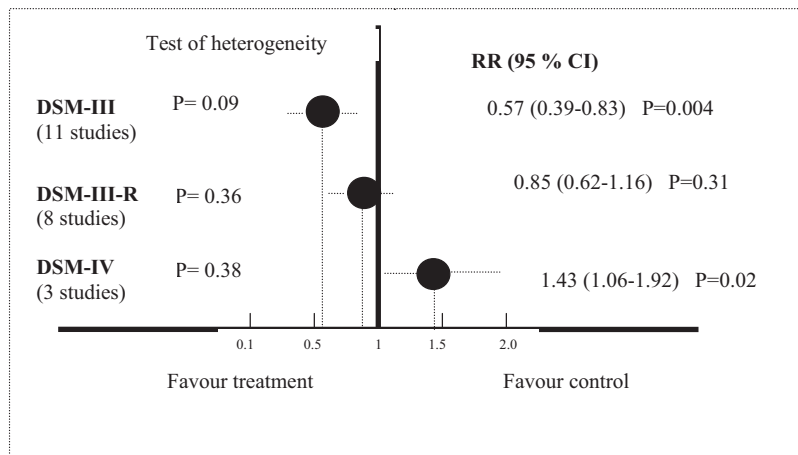 Test of heterogeneity
RR (95 % CI)
DSM-III P= 0.09 0.57 (0.39-0.83) P=0.004
(11 studies)
DSM-III-R P= 0.36 0.85 (0.62-1.16) P=0.31
(8 studies)
DSM-IV P= 0.38 1.43 (1.06-1.92) P=0.02
(3 studies)
0.1 0.5 1 1.5 2.0
Favour treatment Favour control